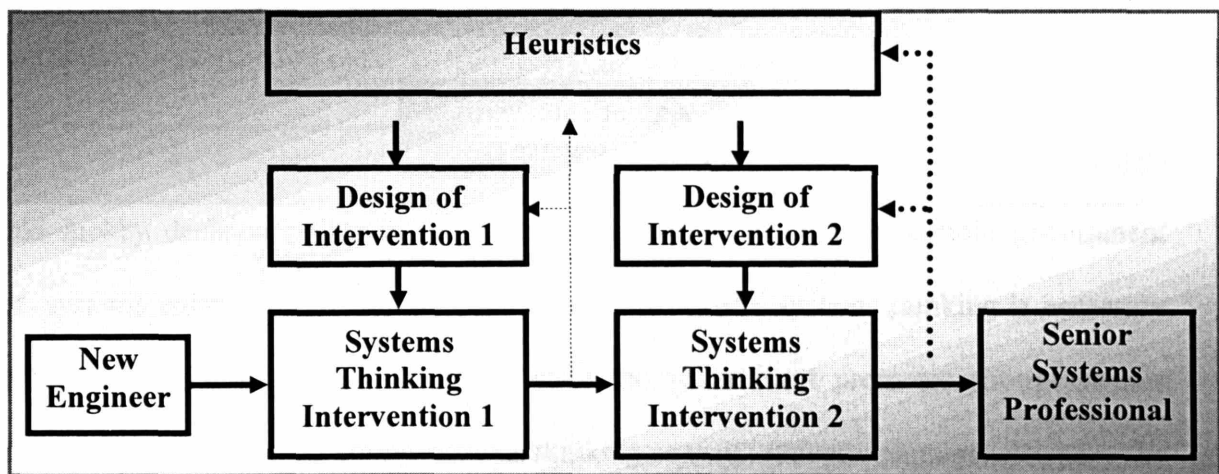 Heuristics
Design of
Intervention 1
Design of
Intervention 2
New
Engineer
Systems
Thinking
Intervention 1
Systems
Thinking
Intervention 2
Senior
Systems
Professional